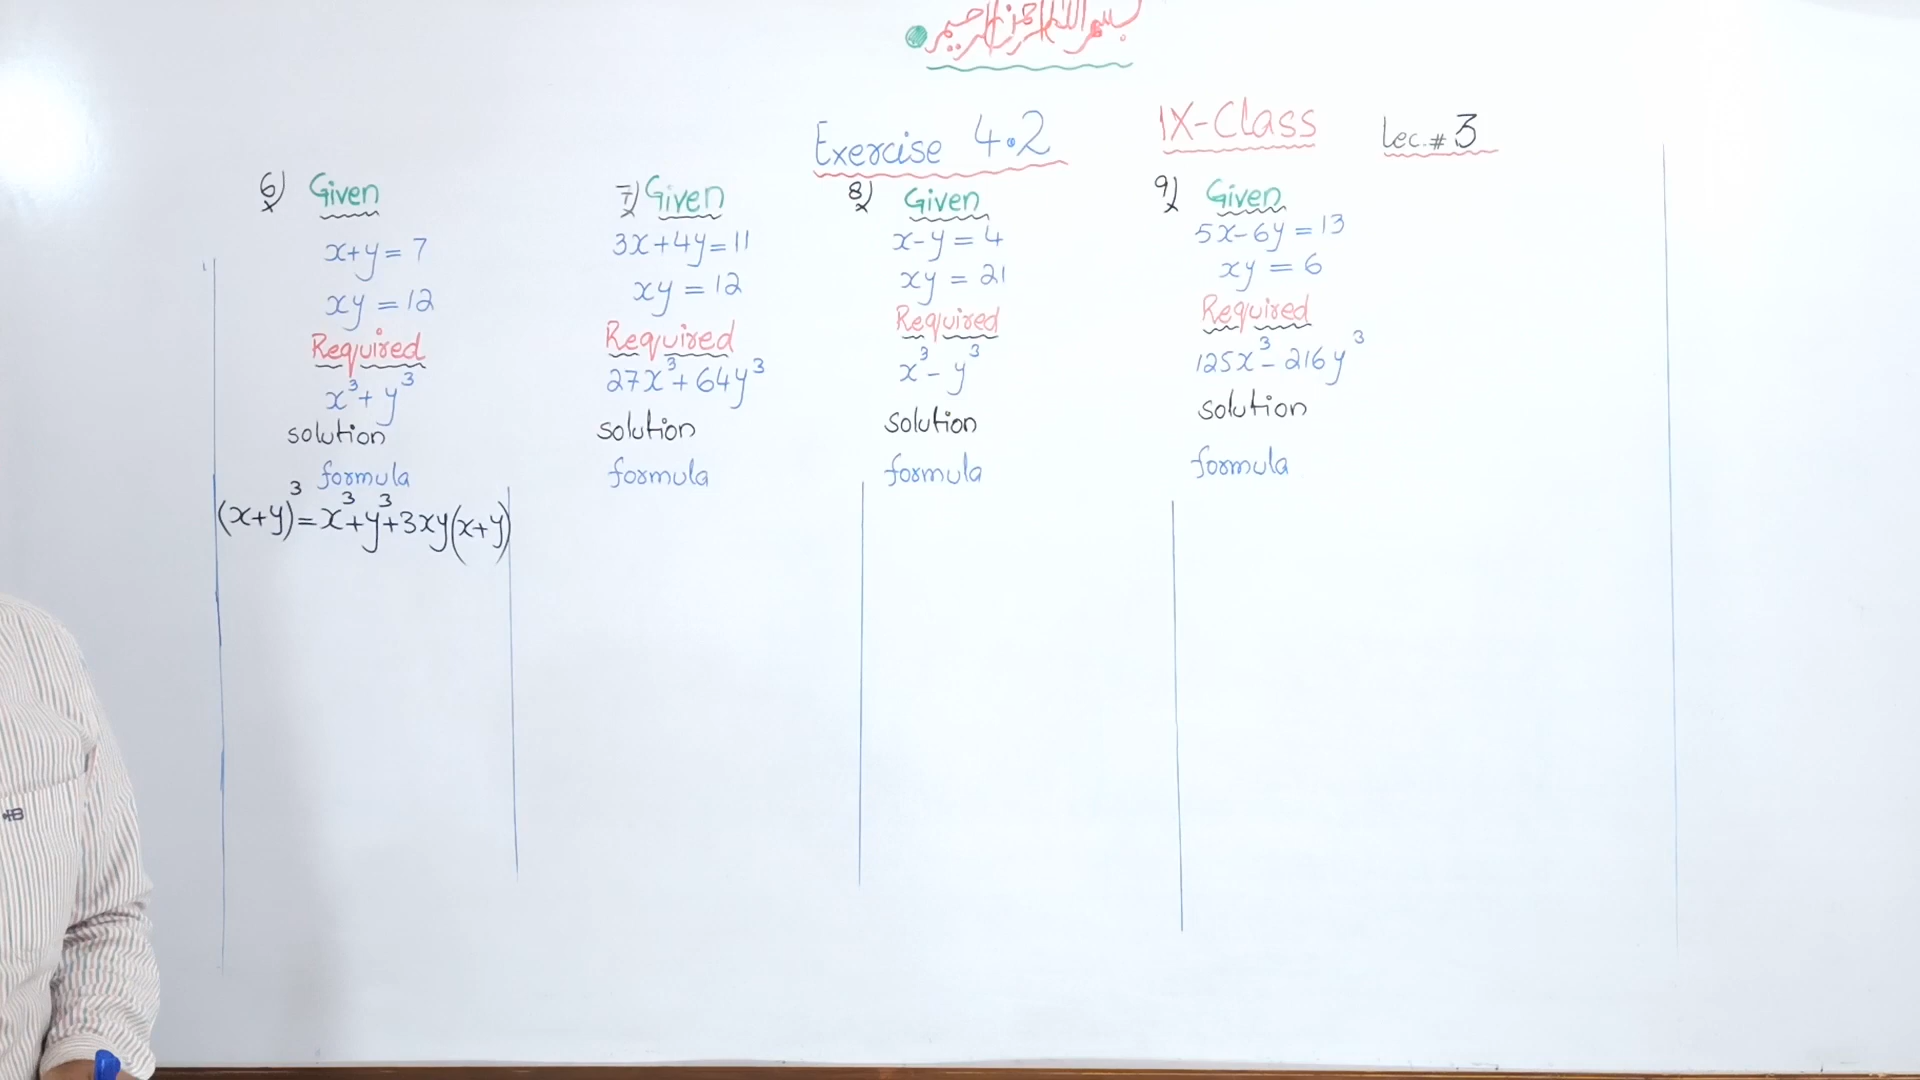 بسم اللہ الرحمن الرحیم
Exercise 4.2
IX-Class
Lec.# 3
6) Given
x+y=7
xy=12
Required
x³+y³
solution
formula
(x+y)³=x³+y³+3xy(x+y)
7) Given
3x+4y=11
xy=12
Required
27x³+64y³
solution
formula
8) Given
x-y=4
xy=21
Required
x³-y³
solution
formula
9) Given
5x-6y=13
xy=6
Required
125x³-216y³
solution
formula